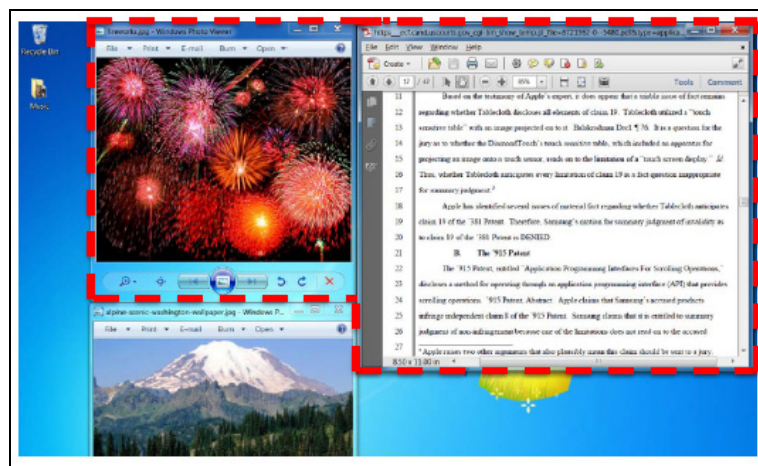 Recycle Bin
Music
fireworks.jpg - Windows Photo Viewer
File Print E-mail Burn Open
File Edit View Window Help
Create
12 / 42
85%
Tools Comment
11 Based on the testimony of Apple's expert, it does appear that a triable issue of fact remains
12 regarding whether Tablecloth discloses all elements of claim 19. Tablecloth utilized a "touch
13 sensitive table" with an image projected on to it. Balakrishnan Decl. ¶ 76. It is a question for the
14 jury as to whether the DiamondTouch's touch sensitive table, which included an apparatus for
15 projecting an image onto a touch sensor, reads on to the limitation of a "touch screen display." Id.
16 Thus, whether Tablecloth anticipates every limitation of claim 19 is a fact question inappropriate
17 for summary judgment.
18 Apple has identified several issues of material fact regarding whether Tablecloth anticipates
19 claim 19 of the '381 Patent. Therefore, Samsung's motion for summary judgment of invalidity as
20 to claim 19 of the '381 Patent is DENIED.
21 B. The '915 Patent
22 The '915 Patent, entitled "Application Programming Interfaces For Scrolling Operations,"
23 discloses a method for operating through an application programming interface (API) that provides
24 scrolling operations. '915 Patent, Abstract. Apple claims that Samsung's accused products
25 infringe independent claim 8 of the '915 Patent. Samsung claims that it is entitled to summary
26 judgment of non-infringement because one of the limitations does not read on to the accused
27 Apple raises two other arguments that also plausibly mean this claim should be sent to a jury.
8.50 x 11.00 in
alpine-scenic-washington-wallpaper.jpg - Windows P...
File Print E-mail Burn Open